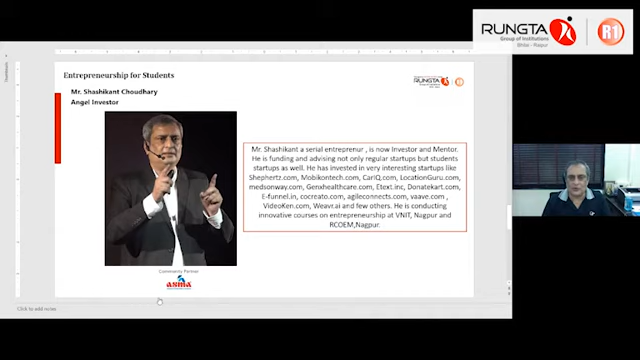 RUNGTA
Group of Institutions
Bhilai - Raipur
R1
Entrepreneurship for Students
Mr. Shashikant Choudhary
Angel Investor
RUNGTA
Mr. Shashikant a serial entreprenur , is now Investor and Mentor.
He is funding and advising not only regular startups but students
startups as well. He has invested in very interesting startups like
Shephertz.com, Mobikontech.com, CariQ.com, LocationGuru.com,
medsonway.com, Genxhealthcare.com, Etext.inc, Donatekart.com,
E-funnel.in, cocreato.com, agileconnects.com, vaave.com ,
VideoKen.com, Weavr.ai and few others. He is conducting
innovative courses on entrepreneurship at VNIT, Nagpur and
RCOEM,Nagpur.
Community Partner
asma
Click to add notes